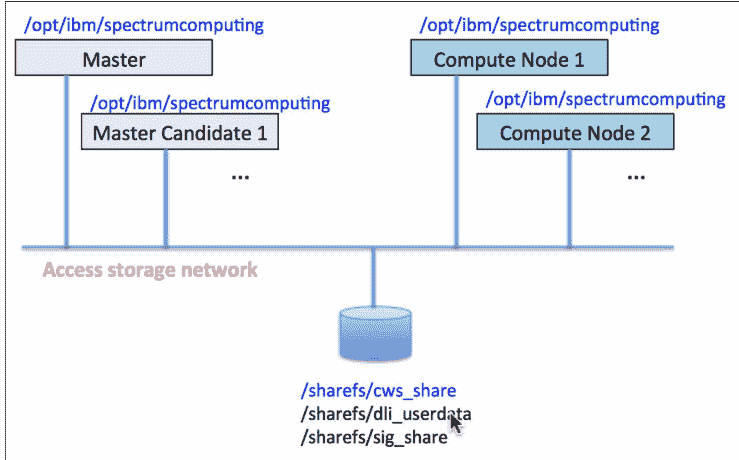 /opt/ibm/spectrumcomputing
Master
/opt/ibm/spectrumcomputing
Master Candidate 1
...
/opt/ibm/spectrumcomputing
Compute Node 1
/opt/ibm/spectrumcomputing
Compute Node 2
...
Access storage network
/sharefs/cws_share
/sharefs/dli_userdata
/sharefs/sig_share